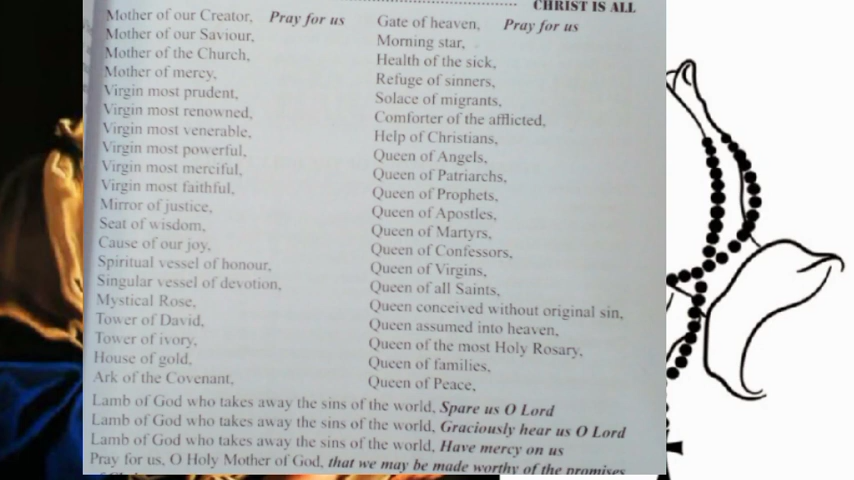 CHRIST IS ALL
Mother of our Creator, Pray for us
Mother of our Saviour,
Mother of the Church,
Mother of mercy,
Virgin most prudent,
Virgin most renowned,
Virgin most venerable,
Virgin most powerful,
Virgin most merciful,
Virgin most faithful,
Mirror of justice,
Seat of wisdom,
Cause of our joy,
Spiritual vessel of honour,
Singular vessel of devotion,
Mystical Rose,
Tower of David,
Tower of ivory,
House of gold,
Ark of the Covenant,
Gate of heaven, Pray for us
Morning star,
Health of the sick,
Refuge of sinners,
Solace of migrants,
Comforter of the afflicted,
Help of Christians,
Queen of Angels,
Queen of Patriarchs,
Queen of Prophets,
Queen of Apostles,
Queen of Martyrs,
Queen of Confessors,
Queen of Virgins,
Queen of all Saints,
Queen conceived without original sin,
Queen assumed into heaven,
Queen of the most Holy Rosary,
Queen of families,
Queen of Peace,
Lamb of God who takes away the sins of the world, Spare us O Lord
Lamb of God who takes away the sins of the world, Graciously hear us O Lord
Lamb of God who takes away the sins of the world, Have mercy on us
Pray for us, O Holy Mother of God, that we may be made worthy of the promises